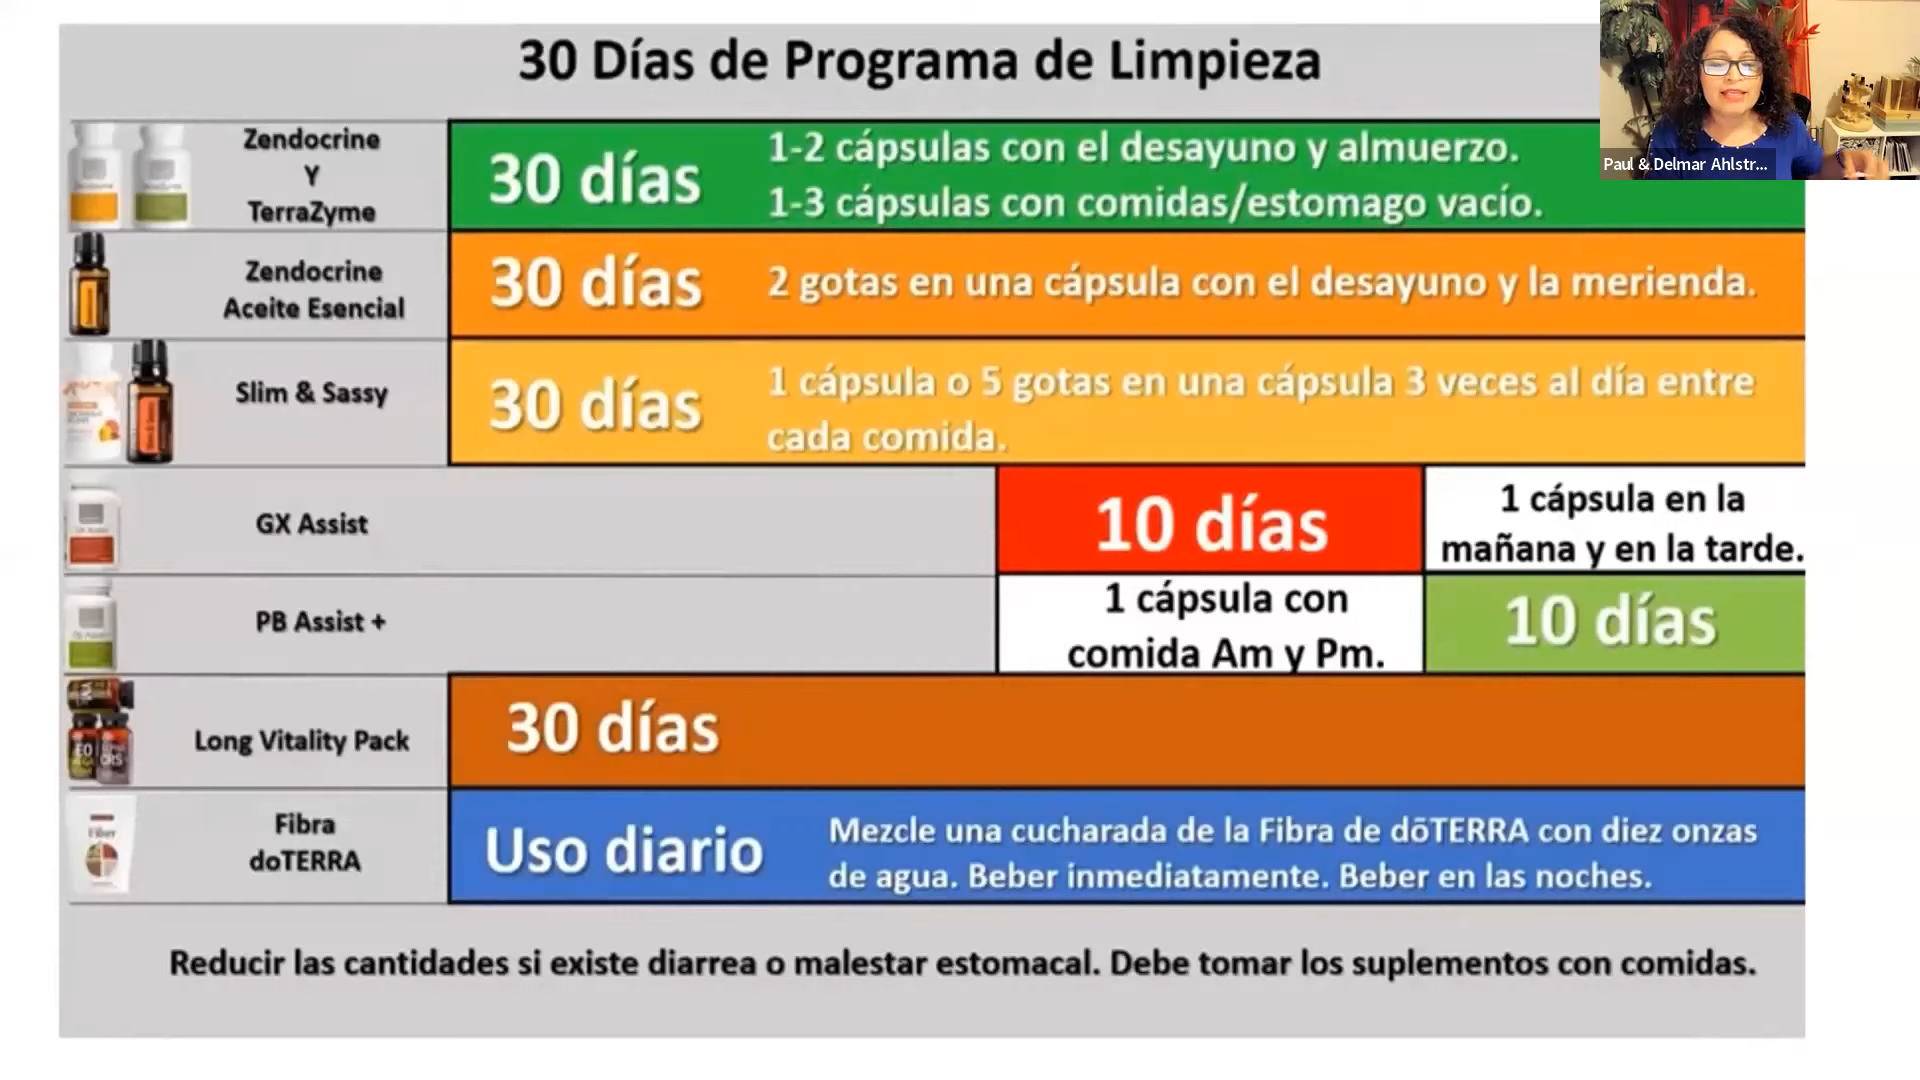 30 Días de Programa de Limpieza
Paul & Delmar Ahlstr...
Zendocrine
Y
TerraZyme
30 días
1-2 cápsulas con el desayuno y almuerzo.
1-3 cápsulas con comidas/estomago vacío.
Zendocrine
Aceite Esencial
30 días
2 gotas en una cápsula con el desayuno y la merienda.
Slim & Sassy
30 días
1 cápsula o 5 gotas en una cápsula 3 veces al día entre
cada comida.
GX Assist
10 días
1 cápsula en la
mañana y en la tarde.
PB Assist +
1 cápsula con
comida Am y Pm.
10 días
Long Vitality Pack
30 días
Fibra
doTERRA
Uso diario
Mezcle una cucharada de la Fibra de dōTERRA con diez onzas
de agua. Beber inmediatamente. Beber en las noches.
Fiber
Reducir las cantidades si existe diarrea o malestar estomacal. Debe tomar los suplementos con comidas.